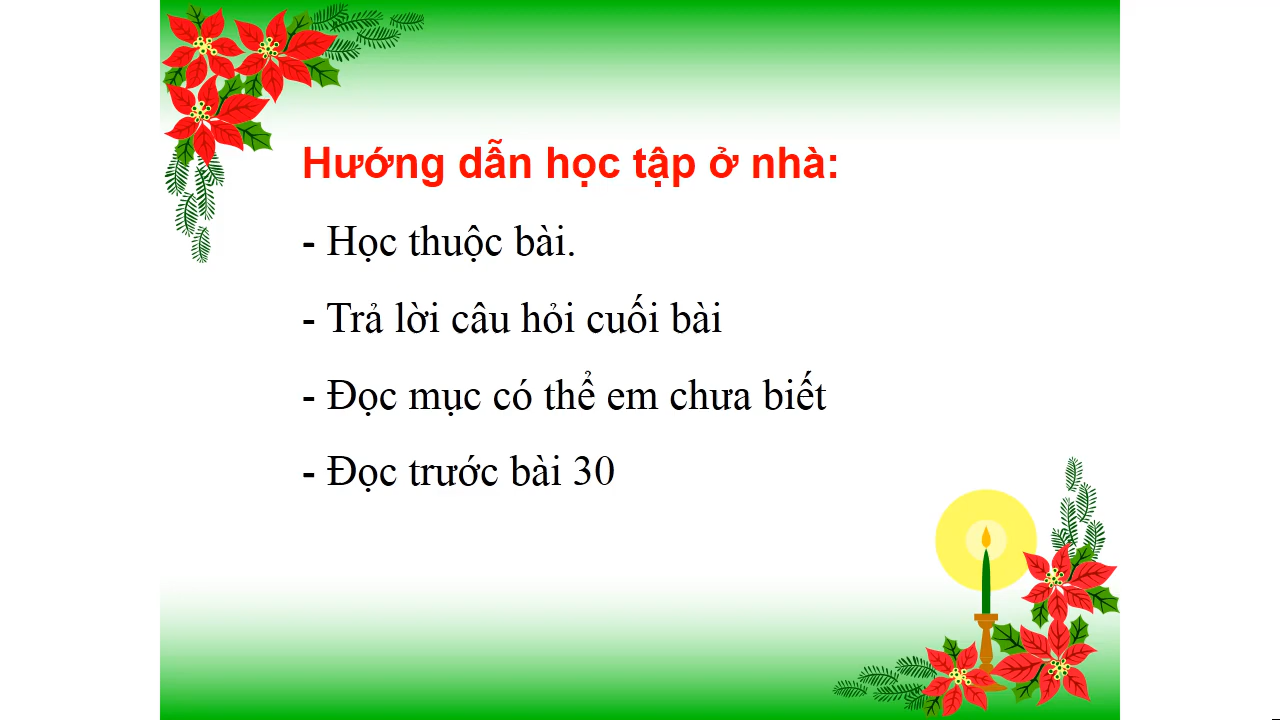 Hướng dẫn học tập ở nhà:
- Học thuộc bài.
- Trả lời câu hỏi cuối bài
- Đọc mục có thể em chưa biết
- Đọc trước bài 30